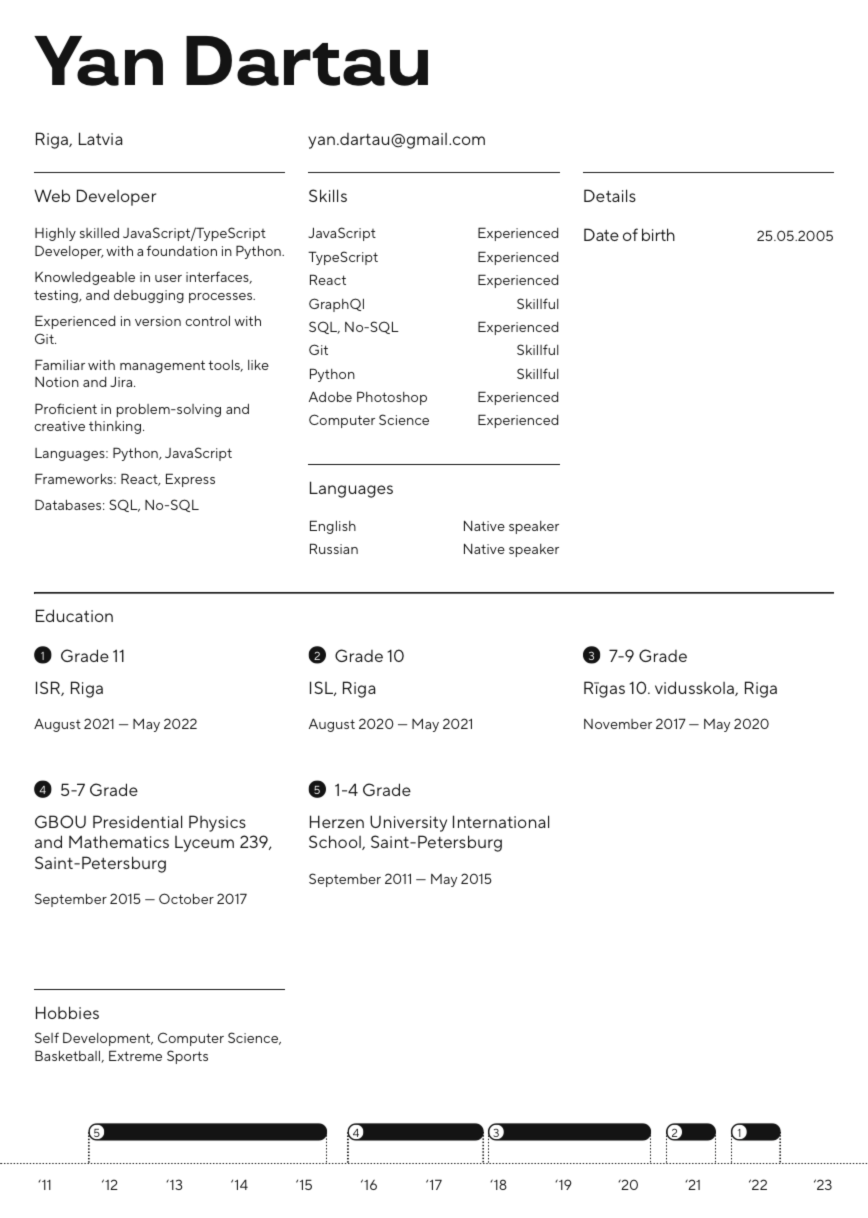 Yan Dartau
Riga, Latvia
yan.dartau@gmail.com
Web Developer
Highly skilled JavaScript/TypeScript
Developer, with a foundation in Python.
Knowledgeable in user interfaces,
testing, and debugging processes.
Experienced in version control with
Git.
Familiar with management tools, like
Notion and Jira.
Proficient in problem-solving and
creative thinking.
Languages: Python, JavaScript
Frameworks: React, Express
Databases: SQL, No-SQL
Skills
JavaScript Experienced
TypeScript Experienced
React Experienced
GraphQl Skillful
SQL, No-SQL Experienced
Git Skillful
Python Skillful
Adobe Photoshop Experienced
Computer Science Experienced
Languages
English Native speaker
Russian Native speaker
Details
Date of birth 25.05.2005
Education
1 Grade 11
ISR, Riga
August 2021 — May 2022
2 Grade 10
ISL, Riga
August 2020 — May 2021
3 7-9 Grade
Rīgas 10. vidusskola, Riga
November 2017 — May 2020
4 5-7 Grade
GBOU Presidential Physics
and Mathematics Lyceum 239,
Saint-Petersburg
September 2015 — October 2017
5 1-4 Grade
Herzen University International
School, Saint-Petersburg
September 2011 — May 2015
Hobbies
Self Development, Computer Science,
Basketball, Extreme Sports
5 4 3 2 1
'11 '12 '13 '14 '15 '16 '17 '18 '19 '20 '21 '22 '23